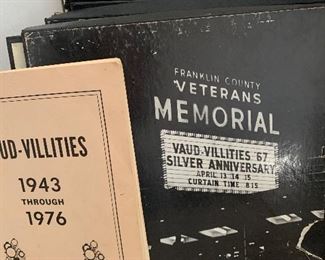 UD-VILLITIES
1943
THROUGH
1976
FRANKLIN COUNTY
VETERANS
MEMORIAL
VAUD-VILLITIES '67
SILVER ANNIVERSARY
APRIL 13 14 15
CURTAIN TIME 8:15